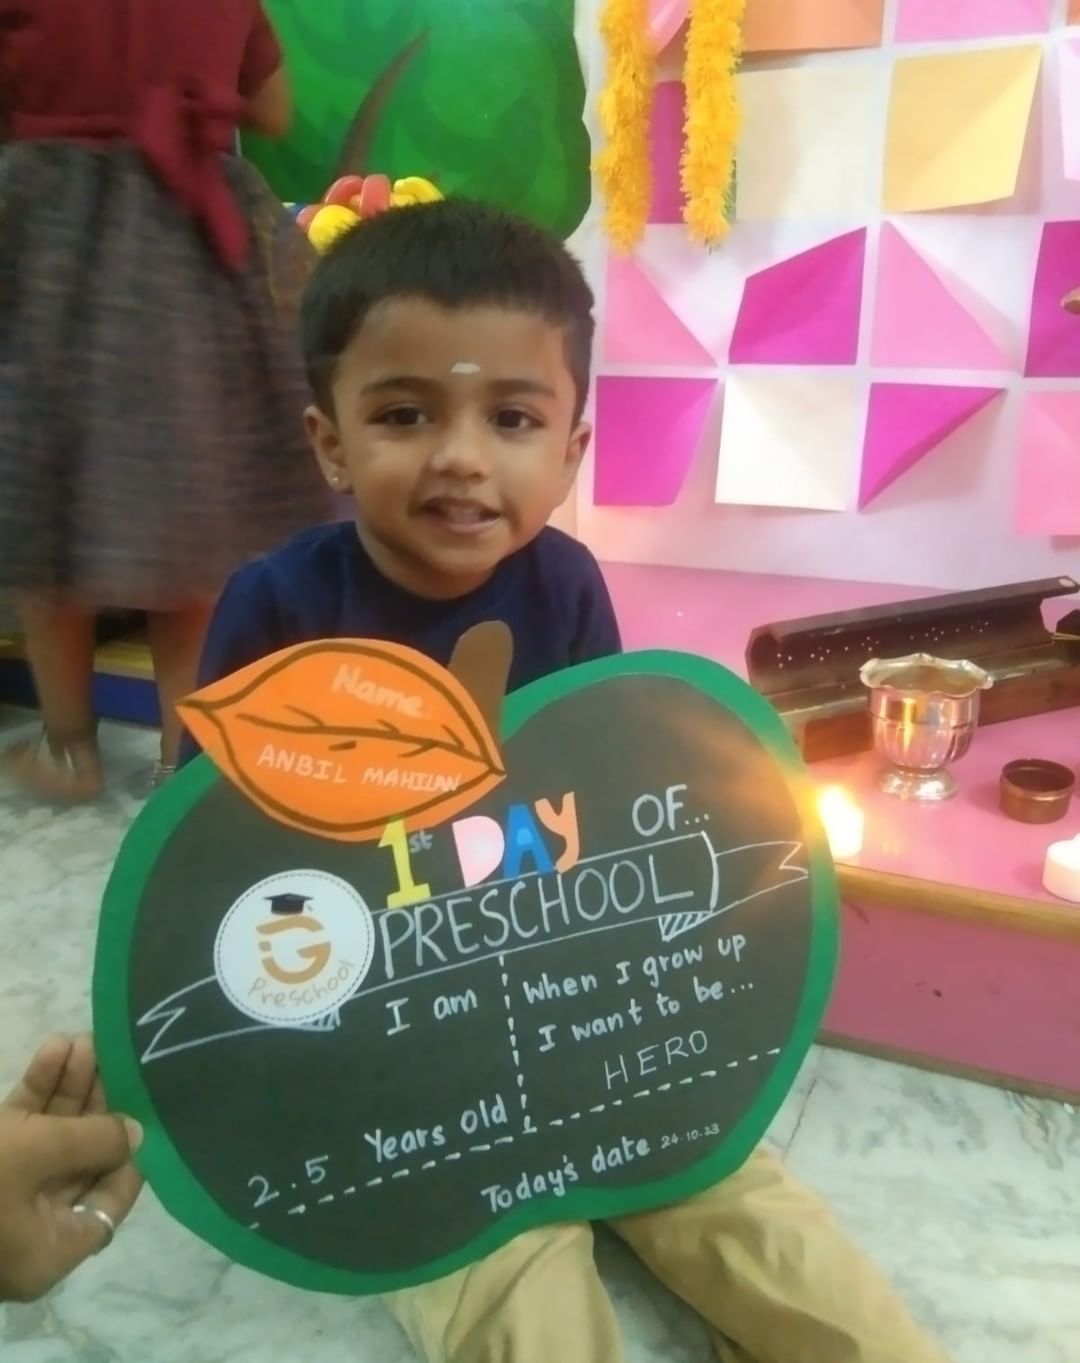 Name:
ANBIL MAHILAN
1st DAY OF...
PRESCHOOL
iG
Preschool
I am
2.5 Years old
When I grow up
I want to be...
HERO
Today's date 24.10.23